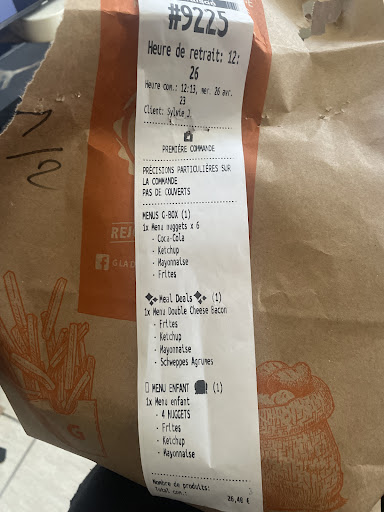 #9225
Heure de retrait: 12:
26
Heure com.: 12:13, mer. 26 avr.
23
Client: Sylvie J
PREMIÈRE COMMANDE
PRÉCISIONS PARTICULIÈRES SUR
LA COMMANDE
PAS DE COUVERTS
MENUS G-BOX (1)
1x Menu nuggets x 6
- Coca-Cola
- Ketchup
- Mayonnaise
- Frites
Meal Deals (1)
1x Menu Double Cheese Bacon
- Frites
- Ketchup
- Mayonnaise
- Schweppes Agrumes
MENU ENFANT (1)
1x Menu enfant
- 4 NUGGETS
- Frites
- Ketchup
- Mayonnaise
Nombre de produits: 3
Total com.: 26,40 €
1/2
G